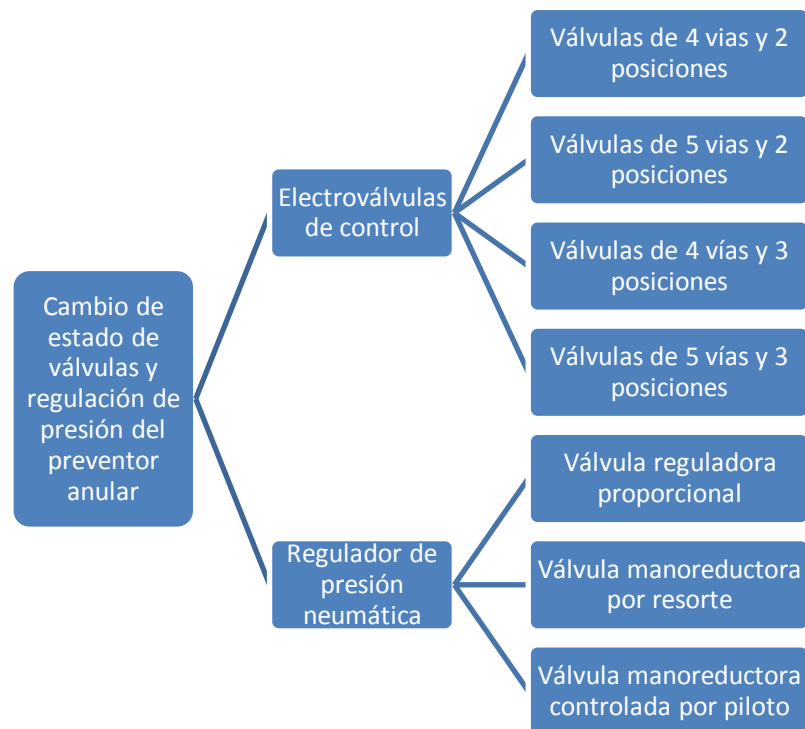 Cambio de
estado de
válvulas y
regulación de
presión del
preventor
anular
Electroválvulas
de control
Válvulas de 4 vias y 2
posiciones
Válvulas de 5 vias y 2
posiciones
Válvulas de 4 vías y 3
posiciones
Válvulas de 5 vías y 3
posiciones
Regulador de
presión
neumática
Válvula reguladora
proporcional
Válvula manoreductora
por resorte
Válvula manoreductora
controlada por piloto